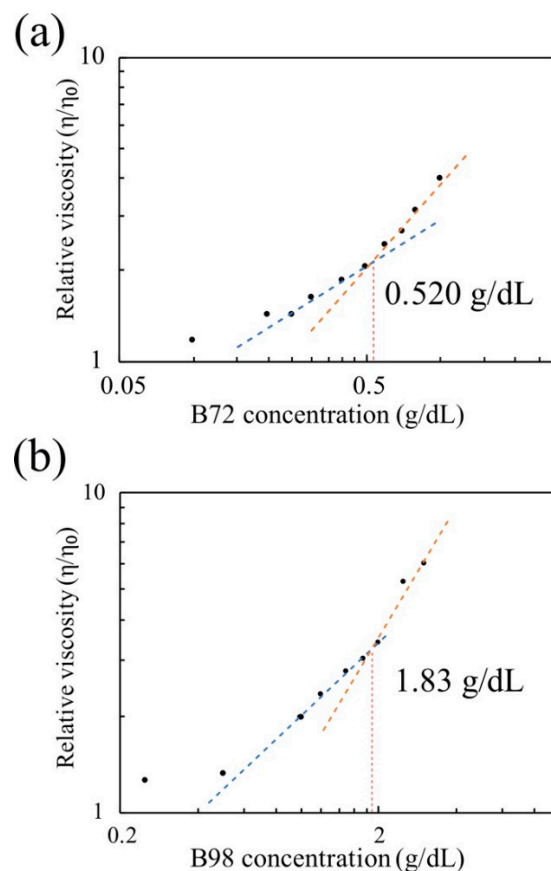 (a)
10
Relative viscosity (η/η0)
0.520 g/dL
1
0.05
0.5
B72 concentration (g/dL)
(b)
10
Relative viscosity (η/η0)
1.83 g/dL
1
0.2
2
B98 concentration (g/dL)